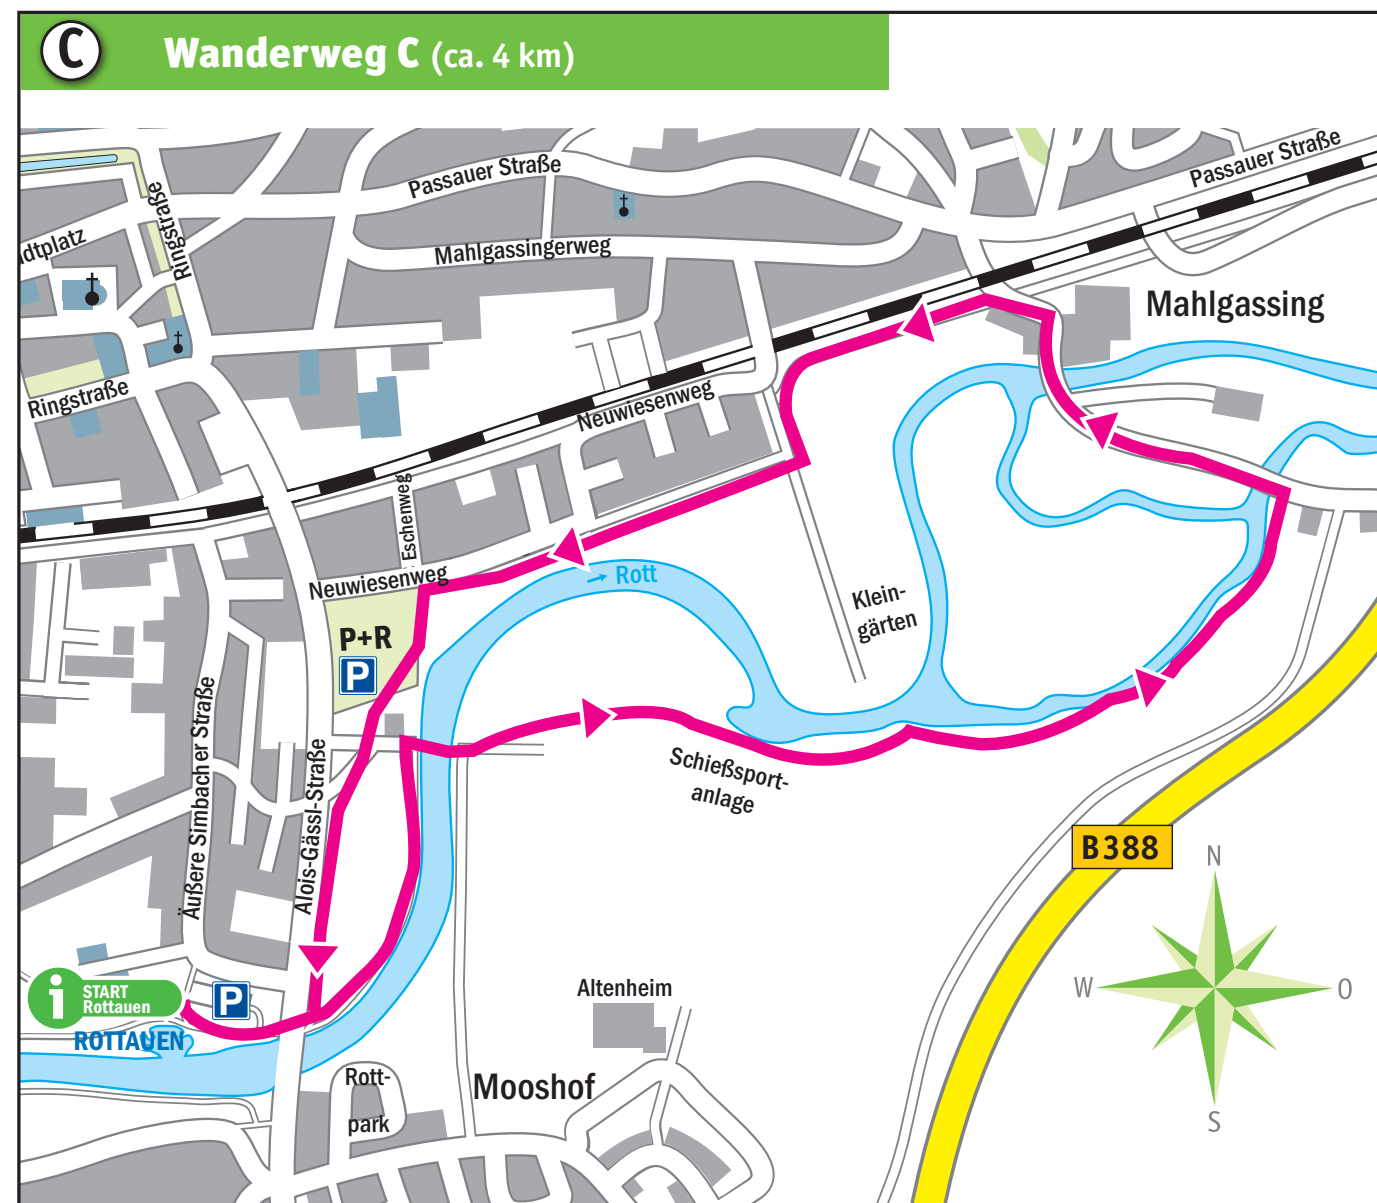 C
Wanderweg C (ca. 4 km)
Passauer Straße
Passauer Straße
Ringstraße
dtplatz
Mahlgassingerweg
Mahlgassing
Ringstraße
Neuwiesenweg
Eschenweg
Neuwiesenweg
→ Rott
Klein-
gärten
P+R
P
Äußere Simbacher Straße
Alois-Gässl-Straße
Schießsport-
anlage
B 388
N
W
O
S
i
START
Rottauen
P
ROTTAUEN
Altenheim
Mooshof
Rott-
park